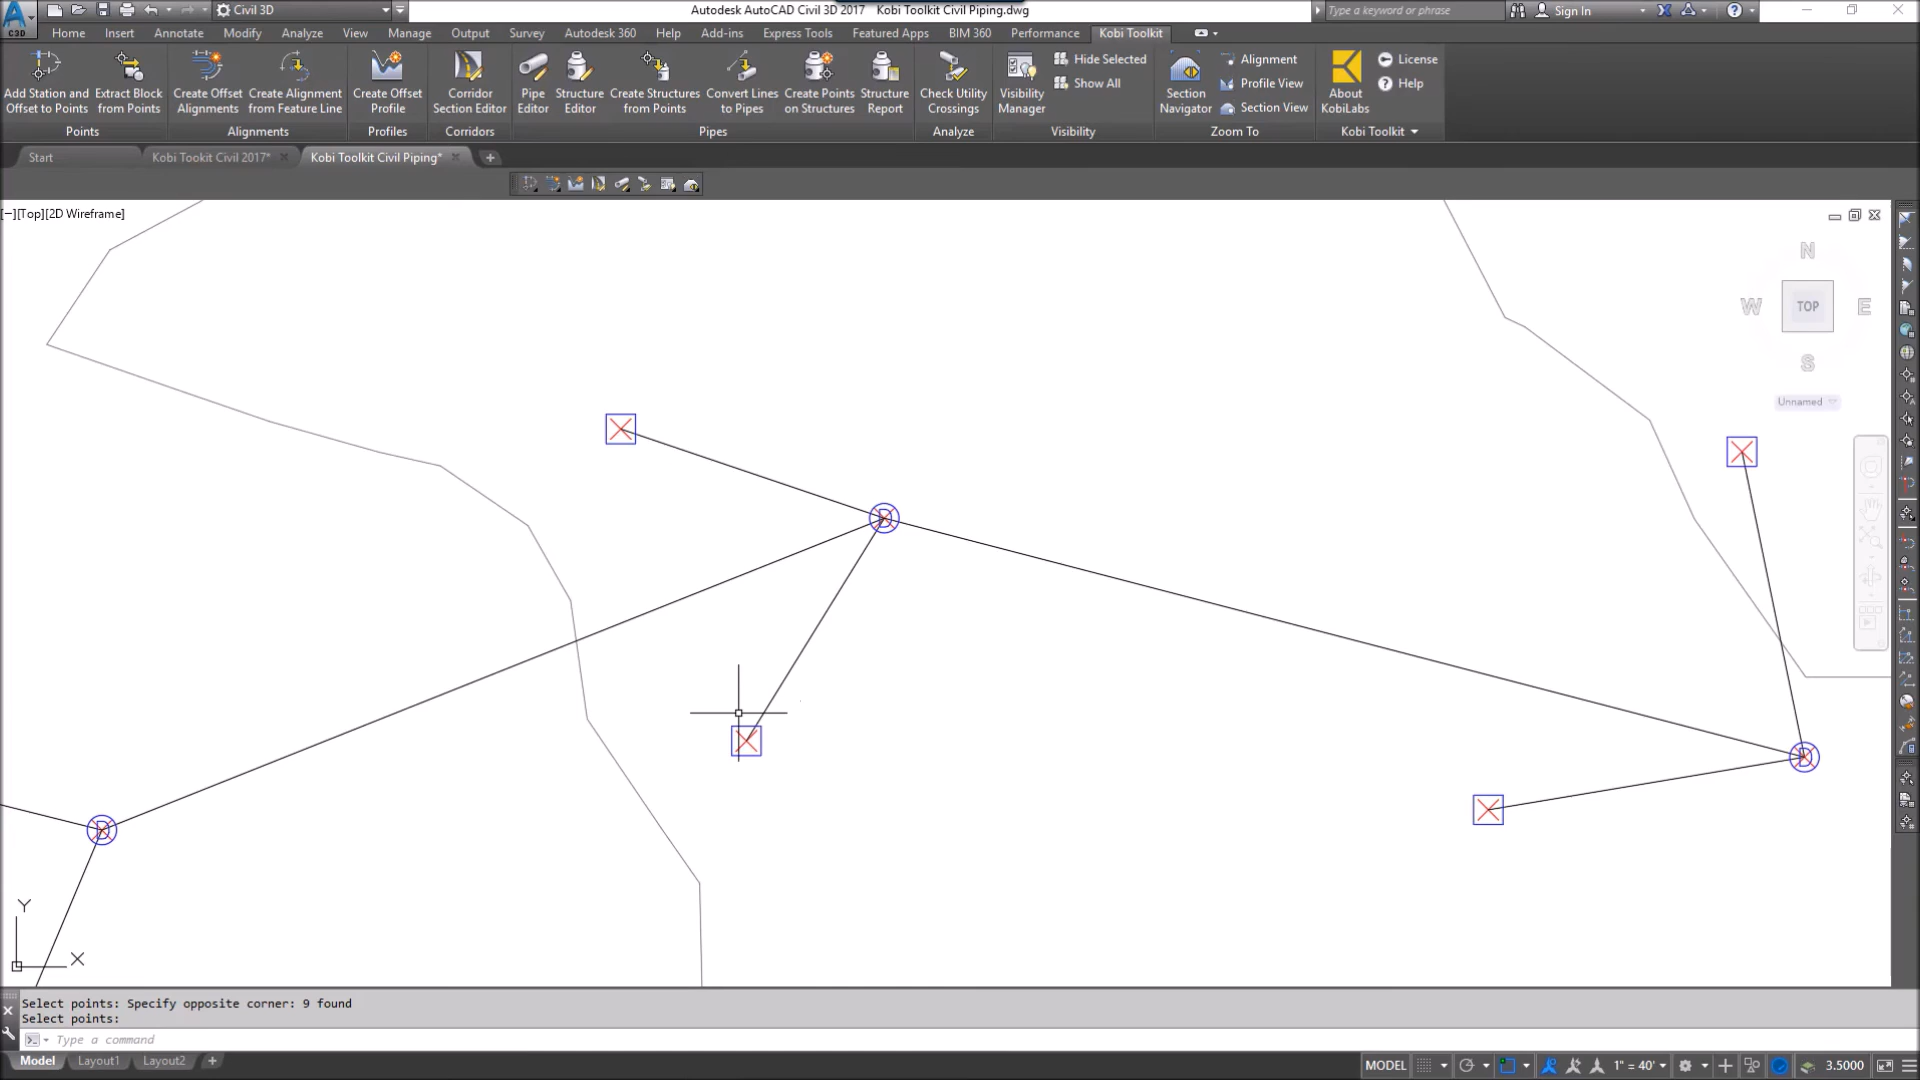 Civil 3D
Autodesk AutoCAD Civil 3D 2017 Kobi Toolkit Civil Piping.dwg
Type a keyword or phrase
Sign In
C3D
Home Insert Annotate Modify Analyze View Manage Output Survey Autodesk 360 Help Add-ins Express Tools Featured Apps BIM 360 Performance Kobi Toolkit
Add Station and
Offset to Points
Extract Block
from Points
Create Offset
Alignments
Create Alignment
from Feature Line
Create Offset
Profile
Corridor
Section Editor
Pipe
Editor
Structure
Editor
Create Structures
from Points
Convert Lines
to Pipes
Create Points
on Structures
Structure
Report
Check Utility
Crossings
Visibility
Manager
Hide Selected
Show All
Section
Navigator
Alignment
Profile View
Section View
About
KobiLabs
License
Help
Points Alignments Profiles Corridors Pipes Analyze Visibility Zoom To Kobi Toolkit
Start Kobi Tookit Civil 2017* Kobi Toolkit Civil Piping*
[−][Top][2D Wireframe]
N
W TOP E
S
Unnamed
D
D
D
Y
X
Select points: Specify opposite corner: 9 found
Select points:
Type a command
Model Layout1 Layout2
MODEL 1" = 40' 3.5000